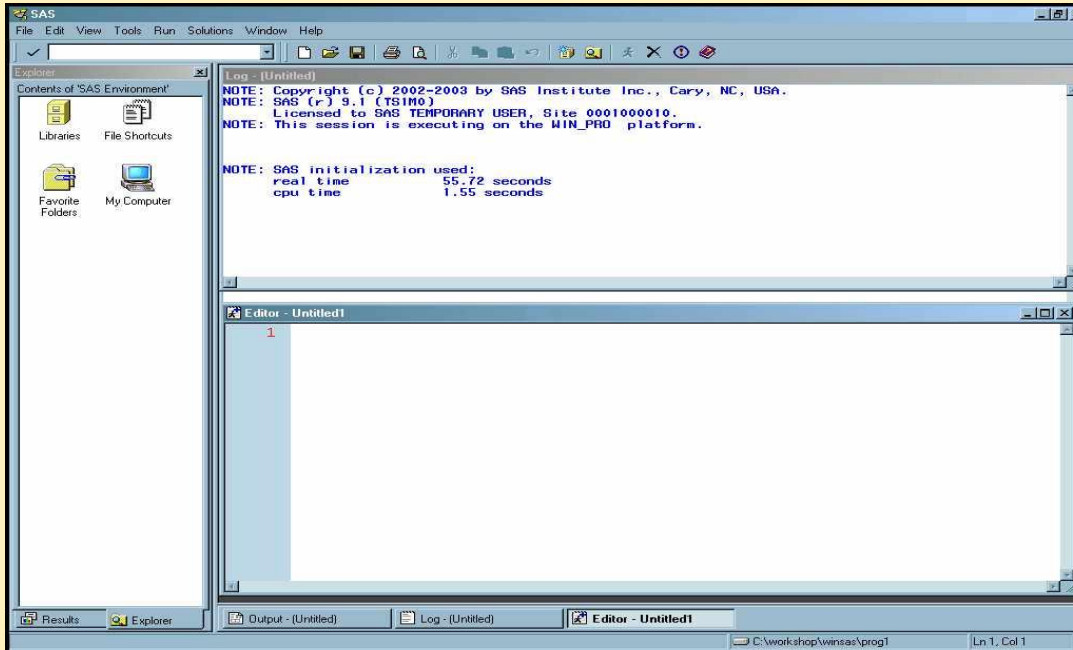 SAS
File Edit View Tools Run Solutions Window Help
Explorer
Contents of 'SAS Environment'
Libraries File Shortcuts
Favorite Folders My Computer
Log - (Untitled)
NOTE: Copyright (c) 2002-2003 by SAS Institute Inc., Cary, NC, USA.
NOTE: SAS (r) 9.1 (TS1M0)
Licensed to SAS TEMPORARY USER, Site 0001000010.
NOTE: This session is executing on the WIN_PRO platform.
NOTE: SAS initialization used:
real time 55.72 seconds
cpu time 1.55 seconds
Editor - Untitled1
1
Results Explorer
Output - (Untitled) Log - (Untitled) Editor - Untitled1
C:\workshop\winsas\prog1 Ln 1, Col 1